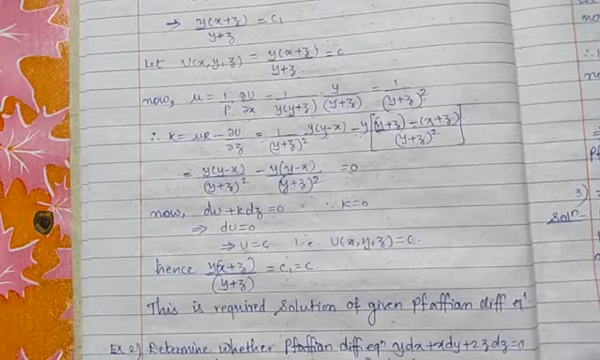 ⇒ y(x+z)/(y+z) = c₁
Let U(x,y,z) = y(x+z)/(y+z) = c
now, μ = 1/P ∂U/∂x = 1/y(y+z) · y/(y+z) = 1/(y+z)²
∴ K = μR − ∂U/∂z = 1/(y+z)² y(y−x) − y[(y+z) − (x+z)/(y+z)²]
= y(y−x)/(y+z)² − y(y−x)/(y+z)² = 0
now, du + kdz = 0 ∵ K=0
⇒ du=0
⇒ U=c, i.e. U(x,y,z) = c.
hence y(x+z)/(y+z) = c₁ = c.
This is required solution of given Pfaffian diff eqⁿ.
Ex 2) Determine whether Pfaffian diff. eqⁿ ydx+xdy+2zdz=0
3)
Solⁿ-